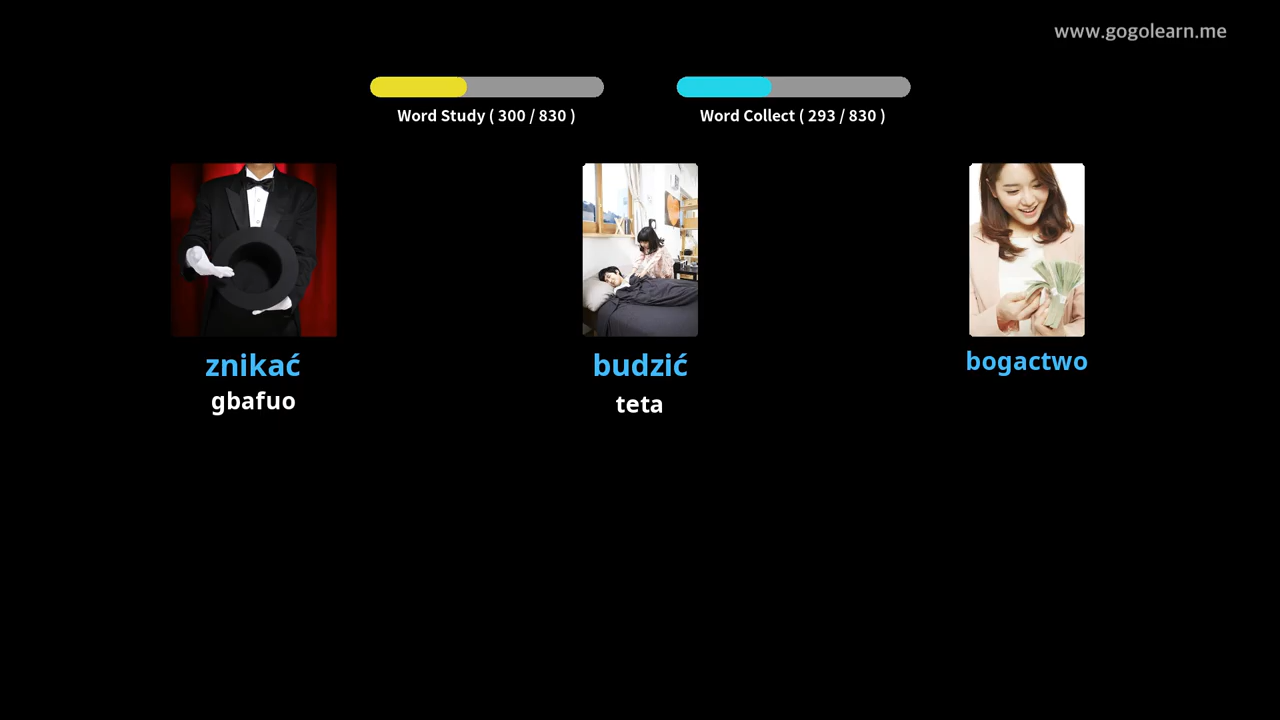 www.gogolearn.me
Word Study ( 300 / 830 )
Word Collect ( 293 / 830 )
znikać
gbafuo
budzić
teta
bogactwo